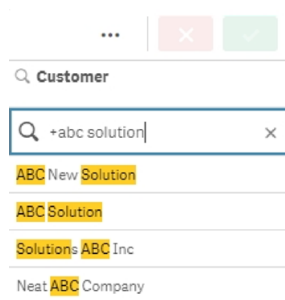 ...
Customer
+abc solution
ABC New Solution
ABC Solution
Solutions ABC Inc
Neat ABC Company